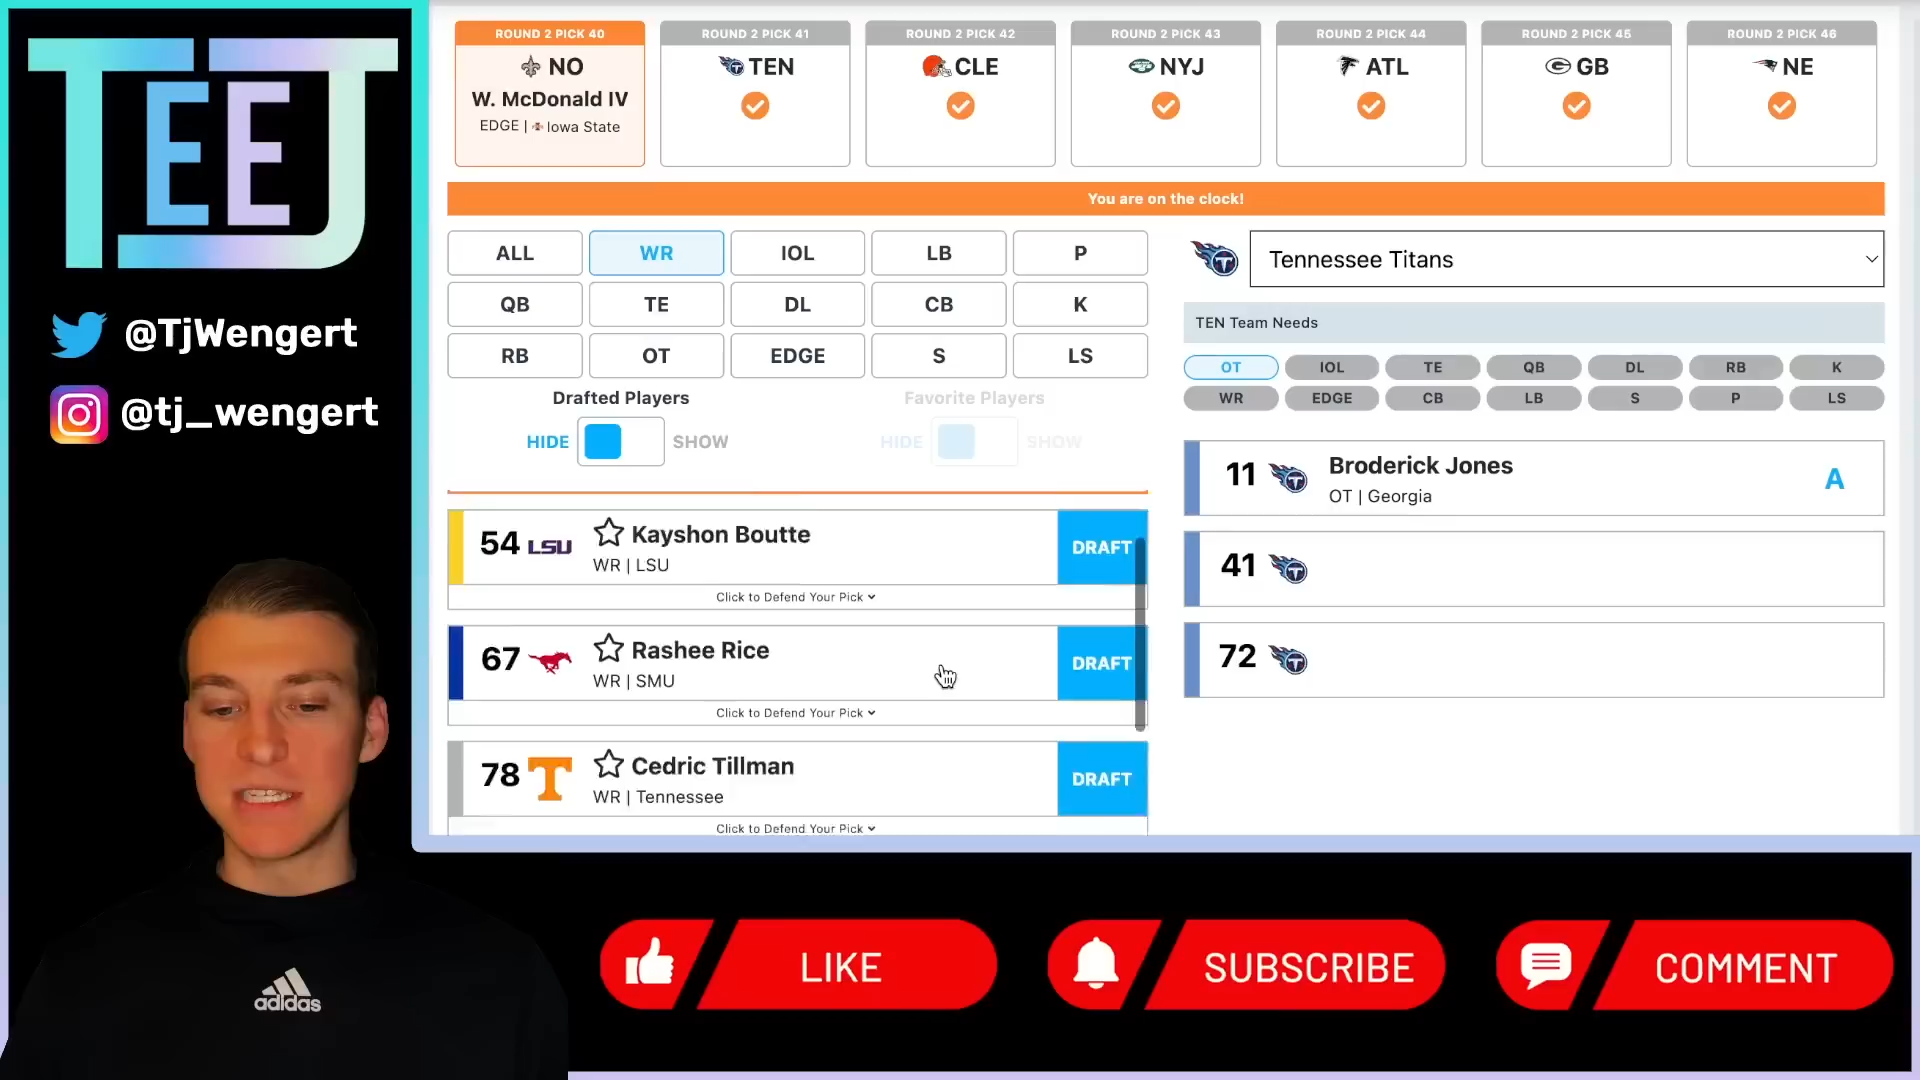 TEEJ
@TjWengert
@tj_wengert
adidas
ROUND 2 PICK 40
NO
W. McDonald IV
EDGE | Iowa State
ROUND 2 PICK 41
TEN
ROUND 2 PICK 42
CLE
ROUND 2 PICK 43
NYJ
ROUND 2 PICK 44
ATL
ROUND 2 PICK 45
GB
ROUND 2 PICK 46
NE
You are on the clock!
ALL WR IOL LB P
QB TE DL CB K
RB OT EDGE S LS
Drafted Players
HIDE SHOW
Favorite Players
HIDE SHOW
54 LSU Kayshon Boutte
WR | LSU
DRAFT
Click to Defend Your Pick
67 Rashee Rice
WR | SMU
DRAFT
Click to Defend Your Pick
78 T Cedric Tillman
WR | Tennessee
DRAFT
Click to Defend Your Pick
T Tennessee Titans
TEN Team Needs
OT IOL TE QB DL RB K
WR EDGE CB LB S P LS
11 Broderick Jones
OT | Georgia
A
41
72
LIKE
SUBSCRIBE
COMMENT